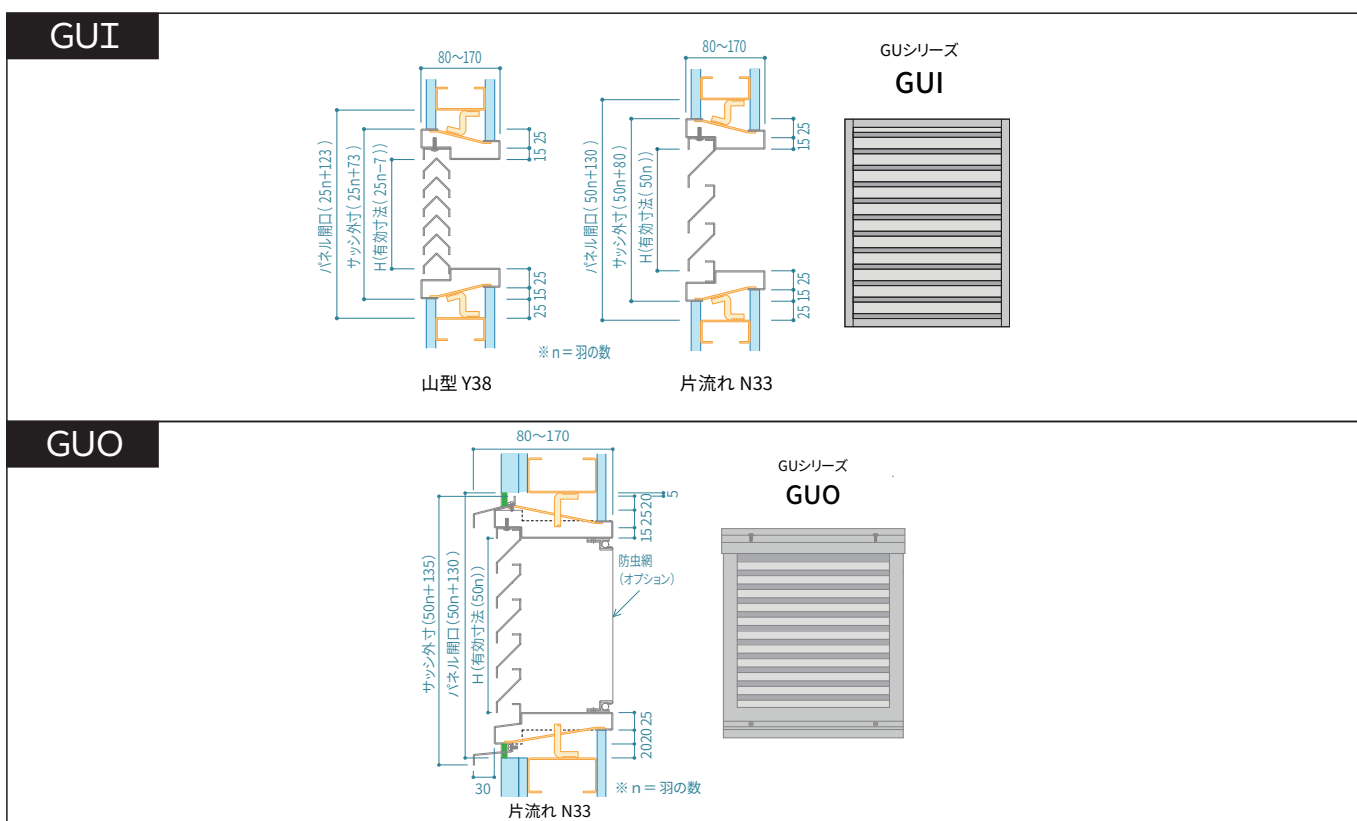 GUI
80〜170
パネル開口( 25n+123 )
サッシ外寸( 25n+73 )
H(有効寸法( 25n−7 ))
15 25
25 15 25
山型 Y38
※ n = 羽の数
80〜170
パネル開口( 50n+130 )
サッシ外寸( 50n+80 )
H(有効寸法( 50n ))
15 25
25 15 25
片流れ N33
GUシリーズ
GUI
GUO
80〜170
サッシ外寸(50n+135)
パネル開口(50n+130)
H(有効寸法(50n))
5
15 25 20
防虫網
(オプション)
20 20 25
30
※ n = 羽の数
片流れ N33
GUシリーズ
GUO